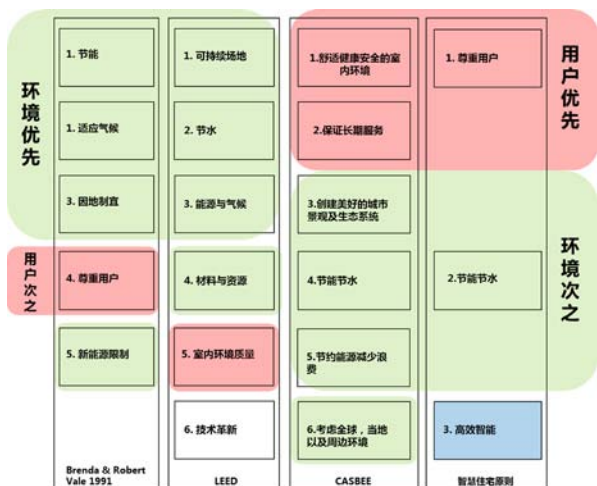 环境优先
用户次之
1. 节能
1. 适应气候
3. 因地制宜
4. 尊重用户
5. 新能源限制
Brenda & Robert
Vale 1991
1. 可持续场地
2. 节水
3. 能源与气候
4. 材料与资源
5. 室内环境质量
6. 技术革新
LEED
1.舒适健康安全的室
内环境
2.保证长期服务
3.创建美好的城市
景观及生态系统
4.节能节水
5.节约能源减少浪
费
6.考虑全球，当地
以及周边环境
CASBEE
1. 尊重用户
2.节能节水
3. 高效智能
智慧住宅原则
用户优先
环境次之